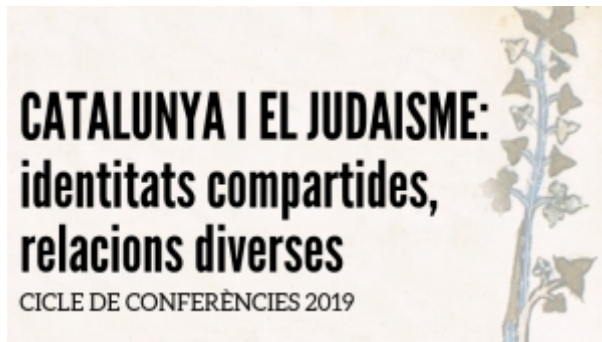 CATALUNYA I EL JUDAISME:
identitats compartides,
relacions diverses
CICLE DE CONFERÈNCIES 2019